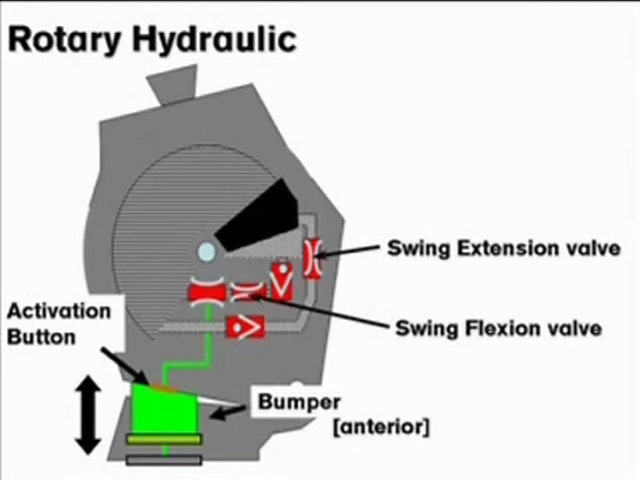 Rotary Hydraulic
Swing Extension valve
Activation
Button
Swing Flexion valve
Bumper
[anterior]